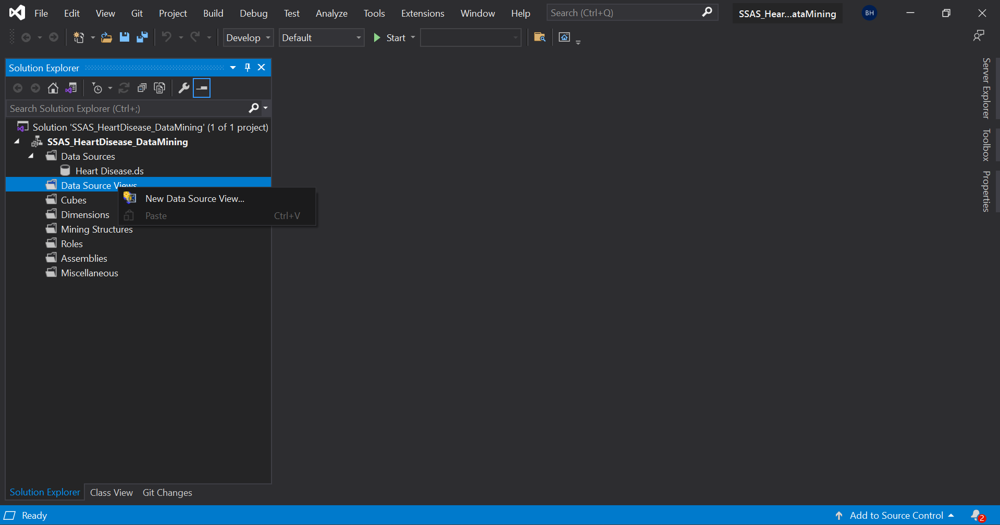 File Edit View Git Project Build Debug Test Analyze Tools Extensions Window Help Search (Ctrl+Q) SSAS_Hear...ataMining BH
Develop Default Start
Solution Explorer
Search Solution Explorer (Ctrl+;)
Solution 'SSAS_HeartDisease_DataMining' (1 of 1 project)
SSAS_HeartDisease_DataMining
Data Sources
Heart Disease.ds
Data Source Views
New Data Source View...
Paste Ctrl+V
Cubes
Dimensions
Mining Structures
Roles
Assemblies
Miscellaneous
Server Explorer
Toolbox
Properties
Solution Explorer Class View Git Changes
Ready Add to Source Control 2